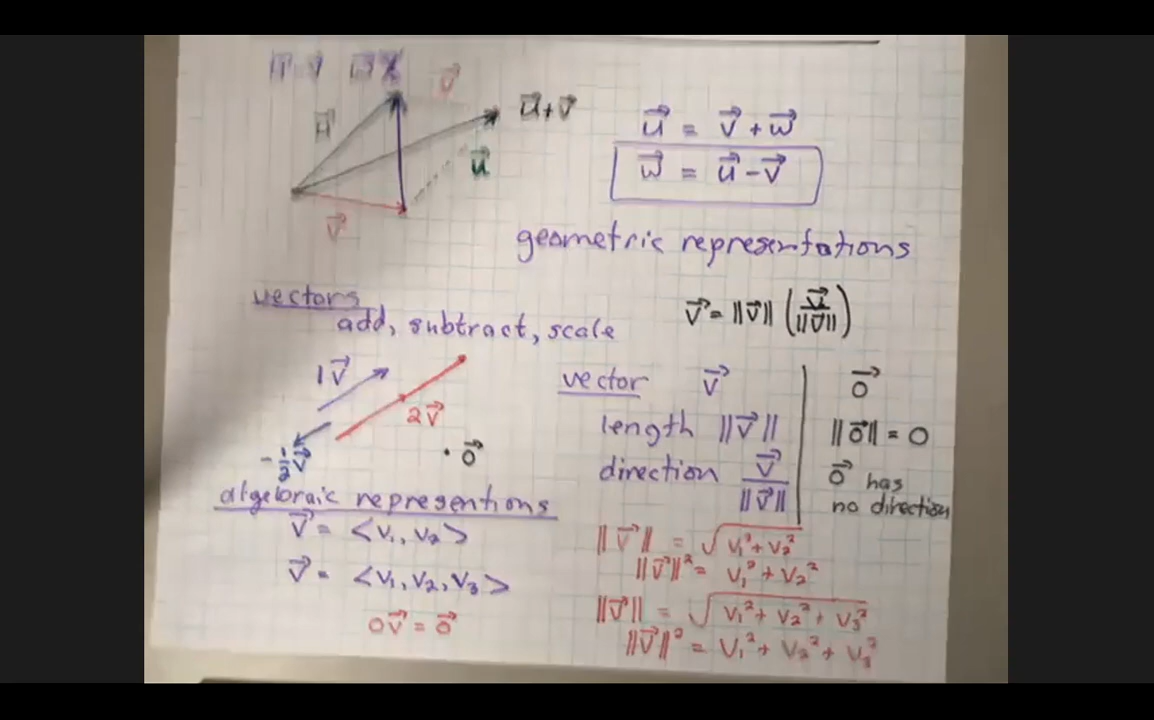 v⃗
u⃗
u⃗+v⃗
u⃗
v⃗
u⃗ = v⃗ + w⃗
w⃗ = u⃗ - v⃗
geometric representations
vectors
add, subtract, scale
v⃗ = ||v⃗|| (v⃗/||v⃗||)
1v⃗
2v⃗
-½v⃗
· 0⃗
vector v⃗
length ||v⃗||
direction v⃗/||v⃗||
0⃗
||0⃗|| = 0
0⃗ has
no direction
algebraic representions
v⃗ = <v₁, v₂>
v⃗ = <v₁, v₂, v₃>
0v⃗ = 0⃗
||v⃗|| = √(v₁² + v₂²)
||v⃗||² = v₁² + v₂²
||v⃗|| = √(v₁² + v₂² + v₃²)
||v⃗||² = v₁² + v₂² + v₃²